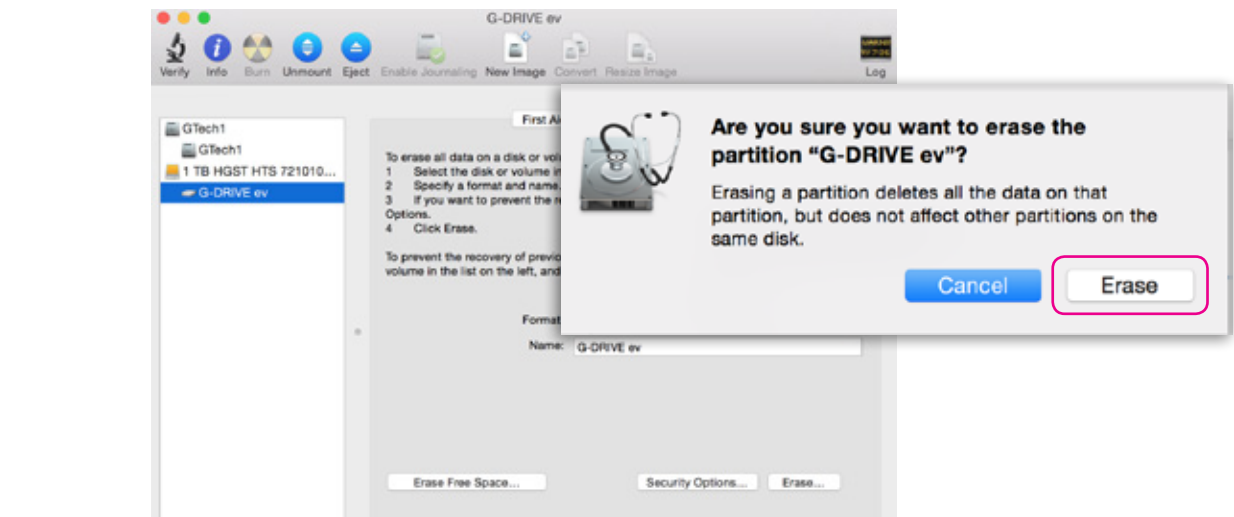 G-DRIVE ev
Verify Info Burn Unmount Eject Enable Journaling New Image Convert Resize Image Log
First Ai
GTech1
GTech1
1 TB HGST HTS 721010...
G-DRIVE ev
To erase all data on a disk or vol
1 Select the disk or volume in
2 Specify a format and name.
3 If you want to prevent the re
Options.
4 Click Erase.
To prevent the recovery of previo
volume in the list on the left, and
Format
Name: G-DRIVE ev
Erase Free Space... Security Options... Erase...
Are you sure you want to erase the
partition “G-DRIVE ev”?
Erasing a partition deletes all the data on that
partition, but does not affect other partitions on the
same disk.
Cancel Erase